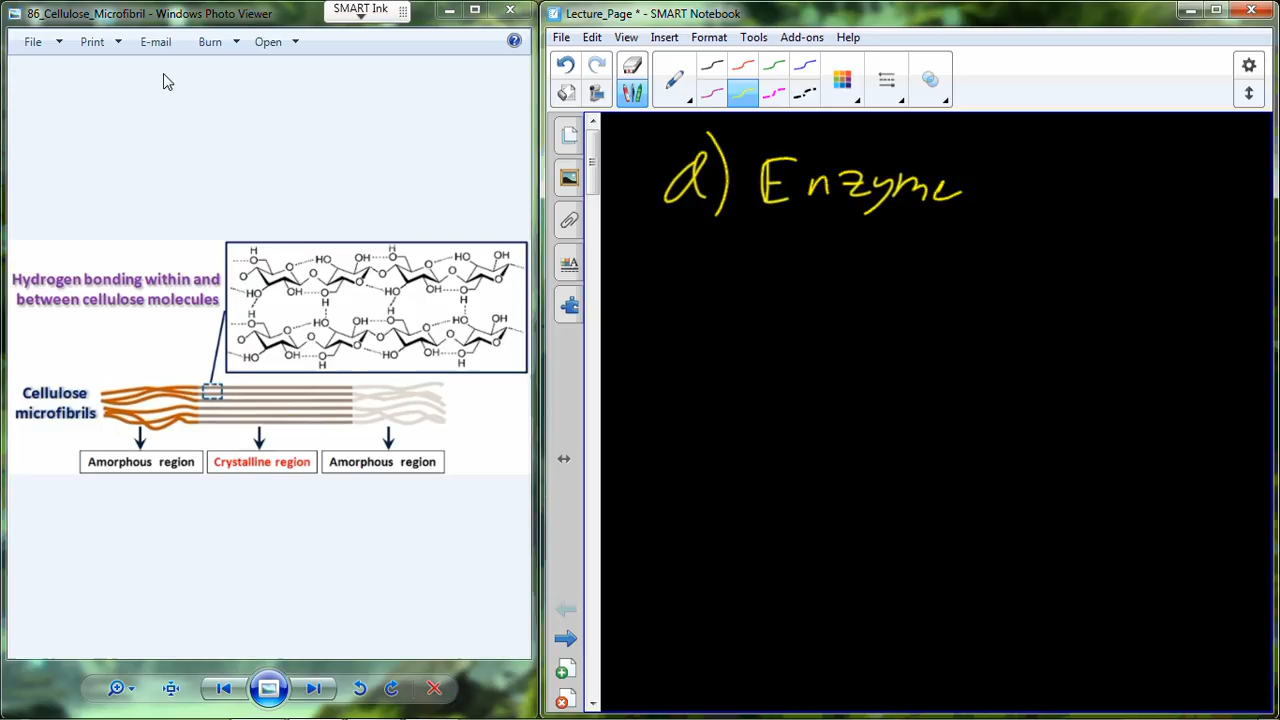 86_Cellulose_Microfibril - Windows Photo Viewer
SMART Ink
File Print E-mail Burn Open
Hydrogen bonding within and
between cellulose molecules
Cellulose
microfibrils
Amorphous region
Crystalline region
Amorphous region
Lecture_Page * - SMART Notebook
File Edit View Insert Format Tools Add-ons Help
d) Enzyme